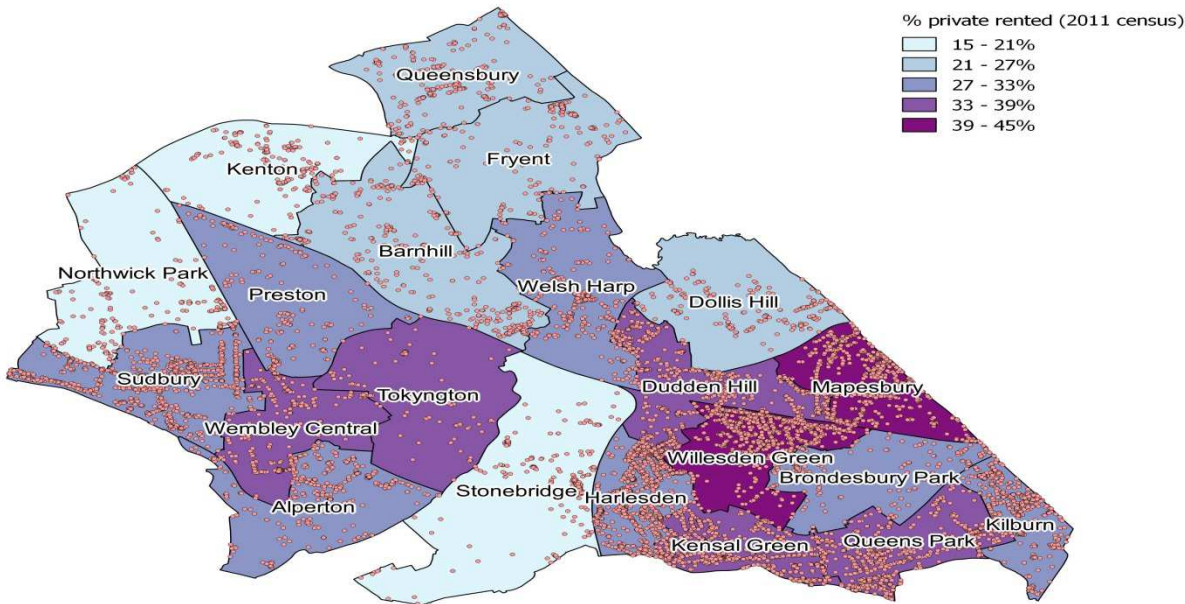 % private rented (2011 census)
15 - 21%
21 - 27%
27 - 33%
33 - 39%
39 - 45%
Queensbury
Fryent
Kenton
Barnhill
Northwick Park
Preston
Welsh Harp
Dollis Hill
Sudbury
Tokyngton
Dudden Hill
Mapesbury
Wembley Central
Willesden Green
Brondesbury Park
Stonebridge
Harlesden
Alperton
Kilburn
Kensal Green
Queens Park